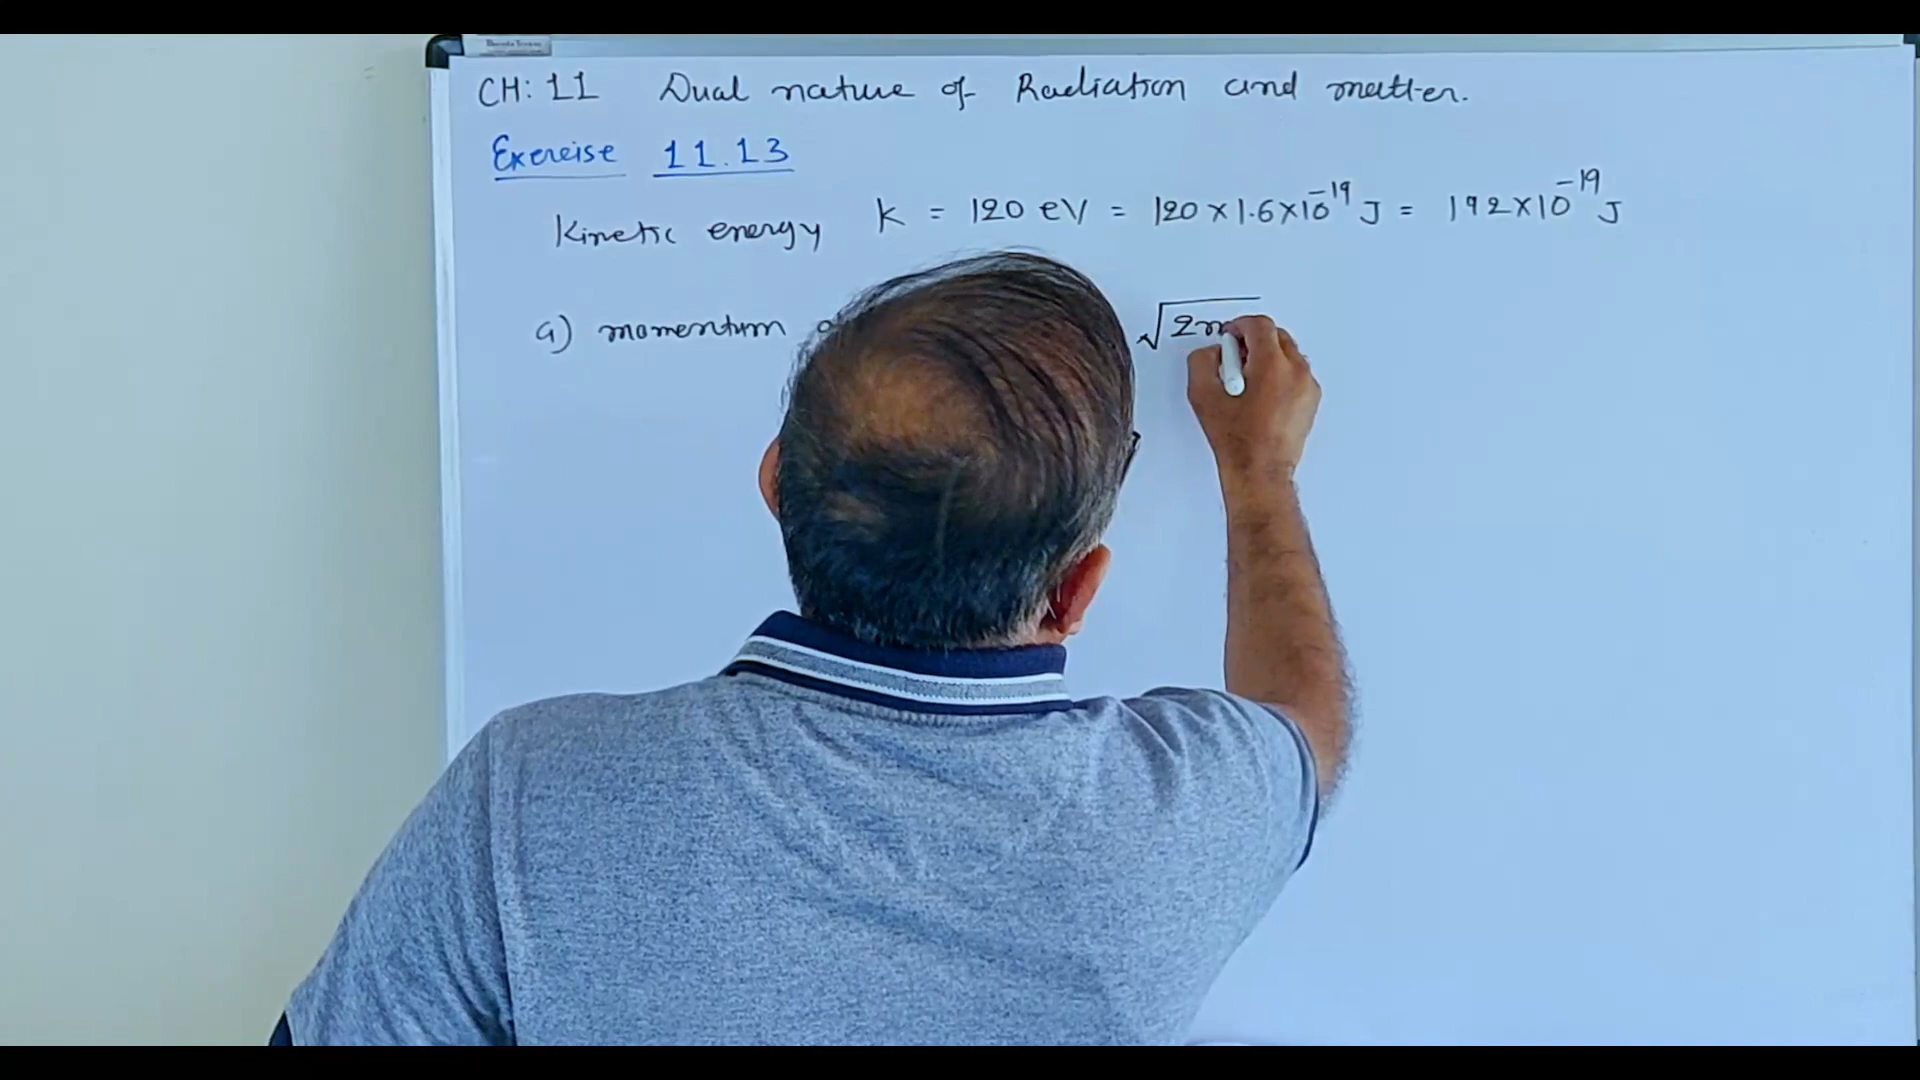 CH: 11 Dual nature of Radiation and matter.
Exercise 11.13
Kinetic energy K = 120 eV = 120 × 1.6 × 10⁻¹⁹ J = 192 × 10⁻¹⁹ J
a) momentum √2m